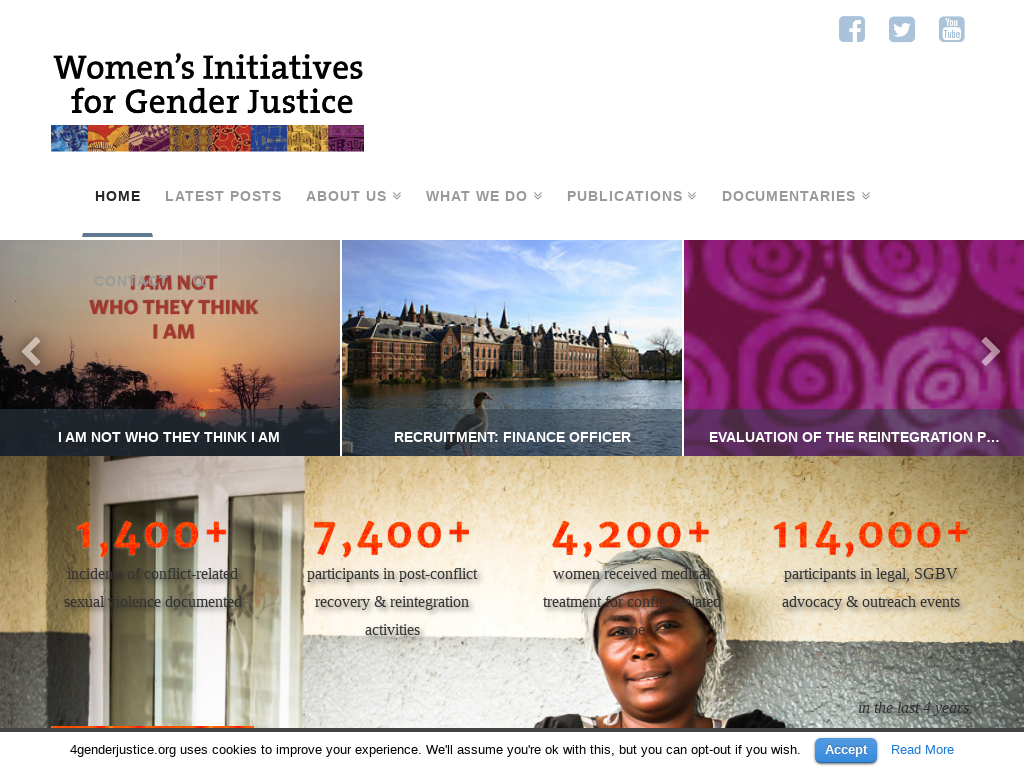 Women's Initiatives
for Gender Justice
HOME LATEST POSTS ABOUT US WHAT WE DO PUBLICATIONS DOCUMENTARIES
CONTACT
I AM NOT
WHO THEY THINK
I AM
I AM NOT WHO THEY THINK I AM
RECRUITMENT: FINANCE OFFICER
EVALUATION OF THE REINTEGRATION P...
1,400+ 7,400+ 4,200+ 114,000+
incidents of conflict-related participants in post-conflict women received medical participants in legal, SGBV
sexual violence documented recovery & reintegration treatment for conflict-related advocacy & outreach events
activities
in the last 4 years.
4genderjustice.org uses cookies to improve your experience. We'll assume you're ok with this, but you can opt-out if you wish. Accept Read More